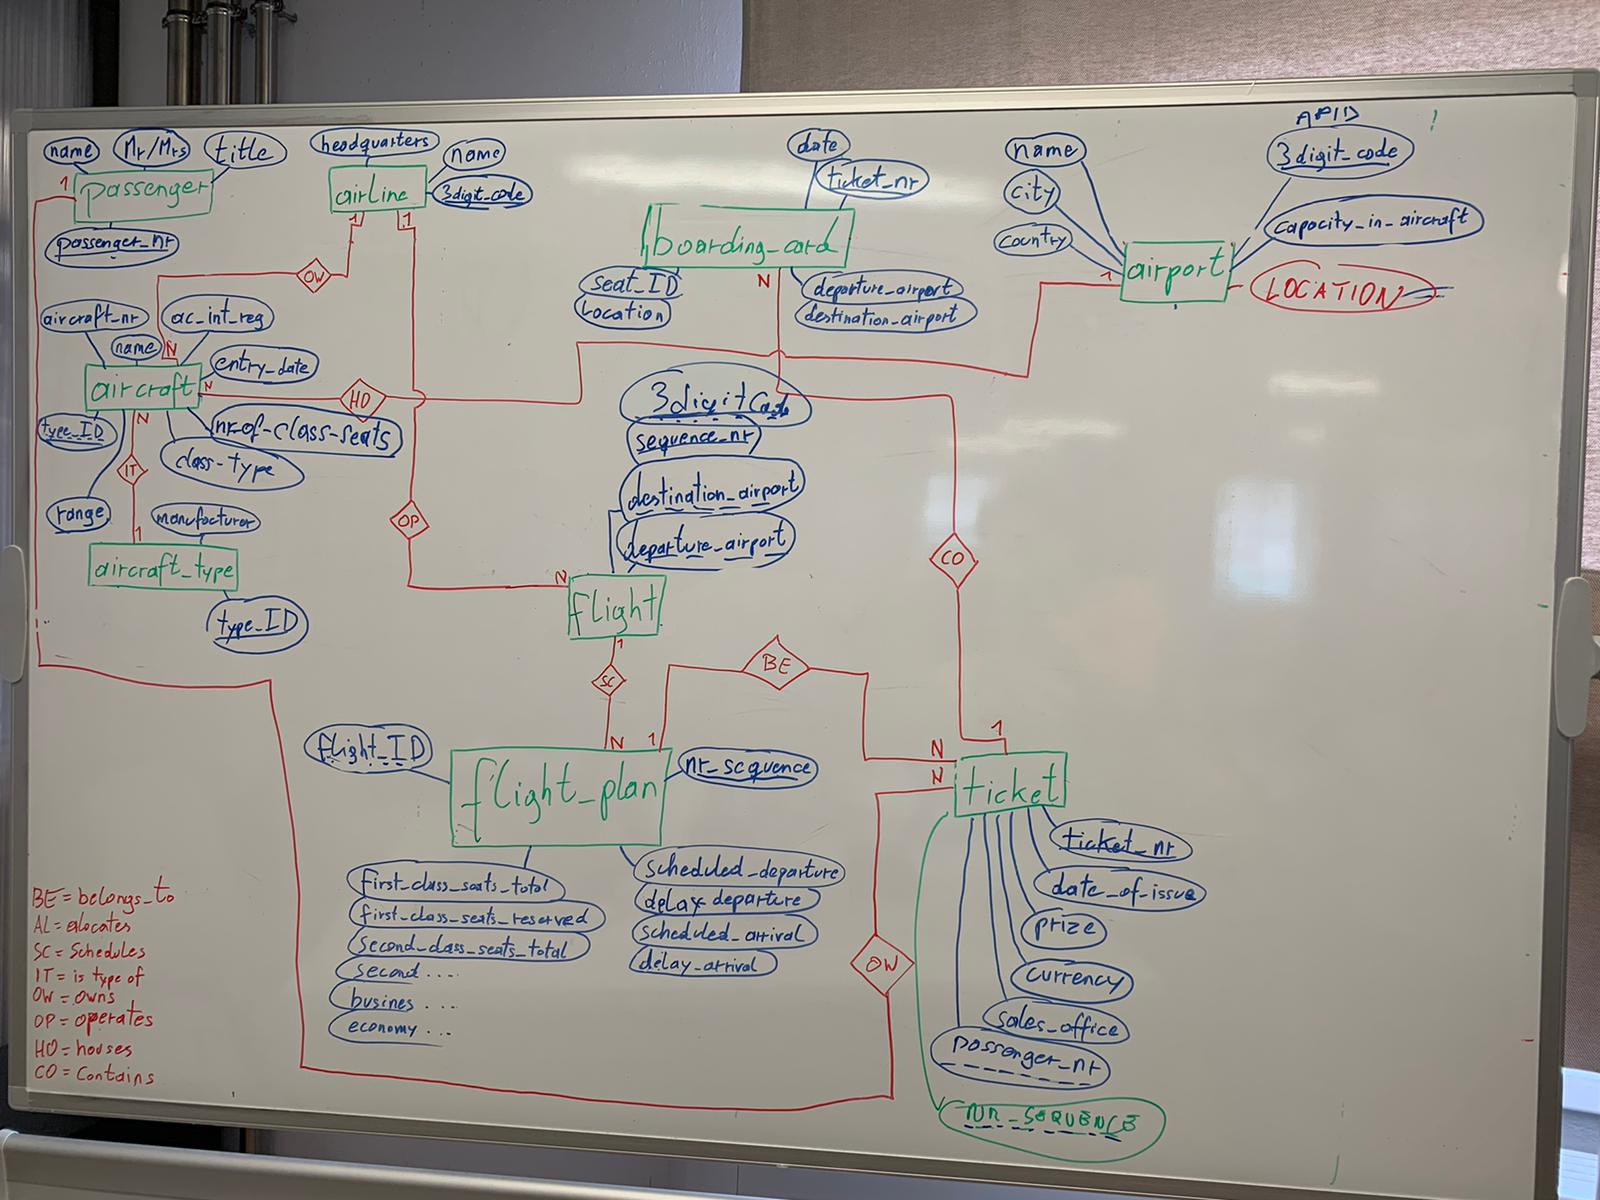 name
Mr/Mrs
title
passenger
1
passenger_nr
headquarters
name
airline
3digit_code
1
1
OW
date
ticket_nr
boarding_card
seat_ID
Location
N
departure_airport
destination_airport
name
city
country
APID
3digit_code
capacity_in_aircraft
airport
1
LOCATION
aircraft_nr
ac_int_reg
name
N
entry_date
aircraft
N
HO
type_ID
N
nr-of-class-seats
class-type
IT
range
1
manufacturer
aircraft_type
type_ID
OP
3digit Code
sequence_nr
destination_airport
departure_airport
N
flight
1
SC
N
CO
BE
1
N
1
N
flight_ID
flight_plan
nr_sequence
first_class_seats_total
first_class_seats_reserved
second_class_seats_total
second ....
busines ...
economy ...
scheduled_departure
delay departure
scheduled_arrival
delay_arrival
OW
ticket
ticket_nr
date_of_issue
prize
currency
sales_office
passenger_nr
NR_SEQUENCE
BE = belongs_to
AL = alocates
SC = Schedules
IT = is type of
OW = owns
OP = operates
HO = houses
CO = Contains